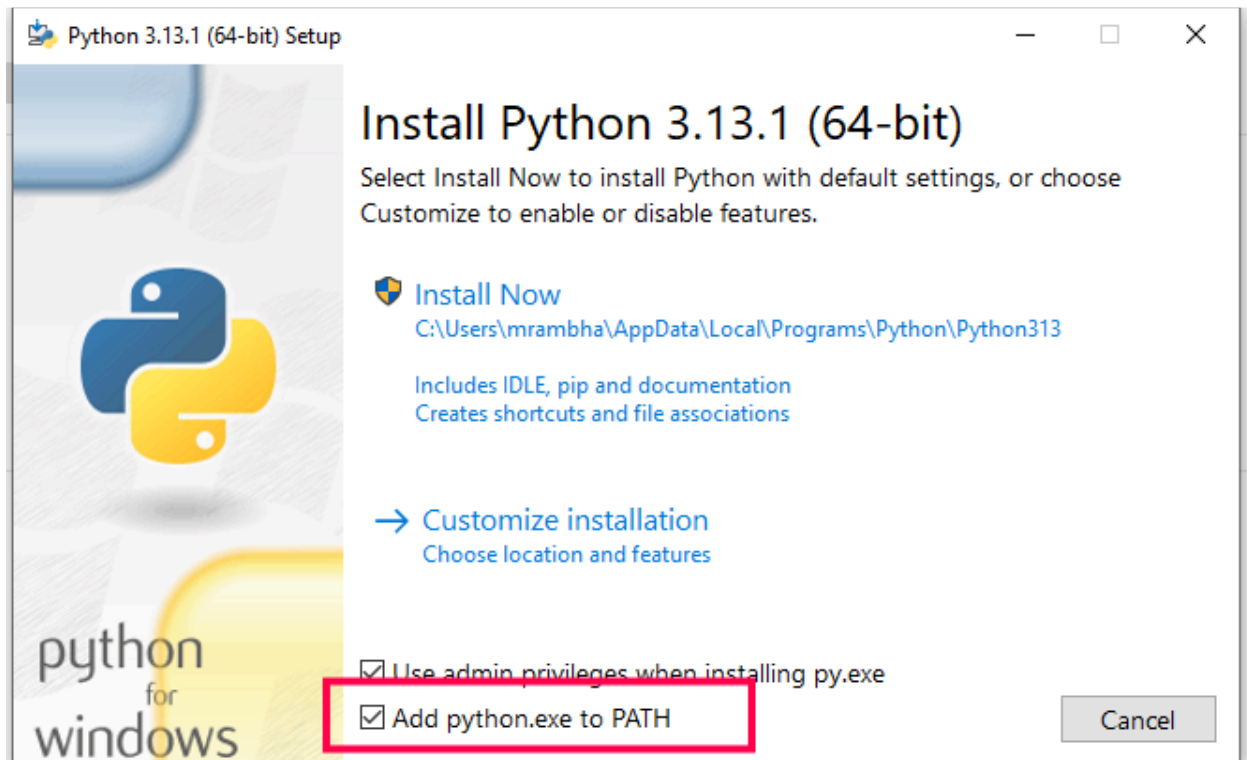 Python 3.13.1 (64-bit) Setup
Install Python 3.13.1 (64-bit)
Select Install Now to install Python with default settings, or choose
Customize to enable or disable features.
Install Now
C:\Users\mrambha\AppData\Local\Programs\Python\Python313
Includes IDLE, pip and documentation
Creates shortcuts and file associations
Customize installation
Choose location and features
Use admin privileges when installing py.exe
Add python.exe to PATH
Cancel
python
for
windows